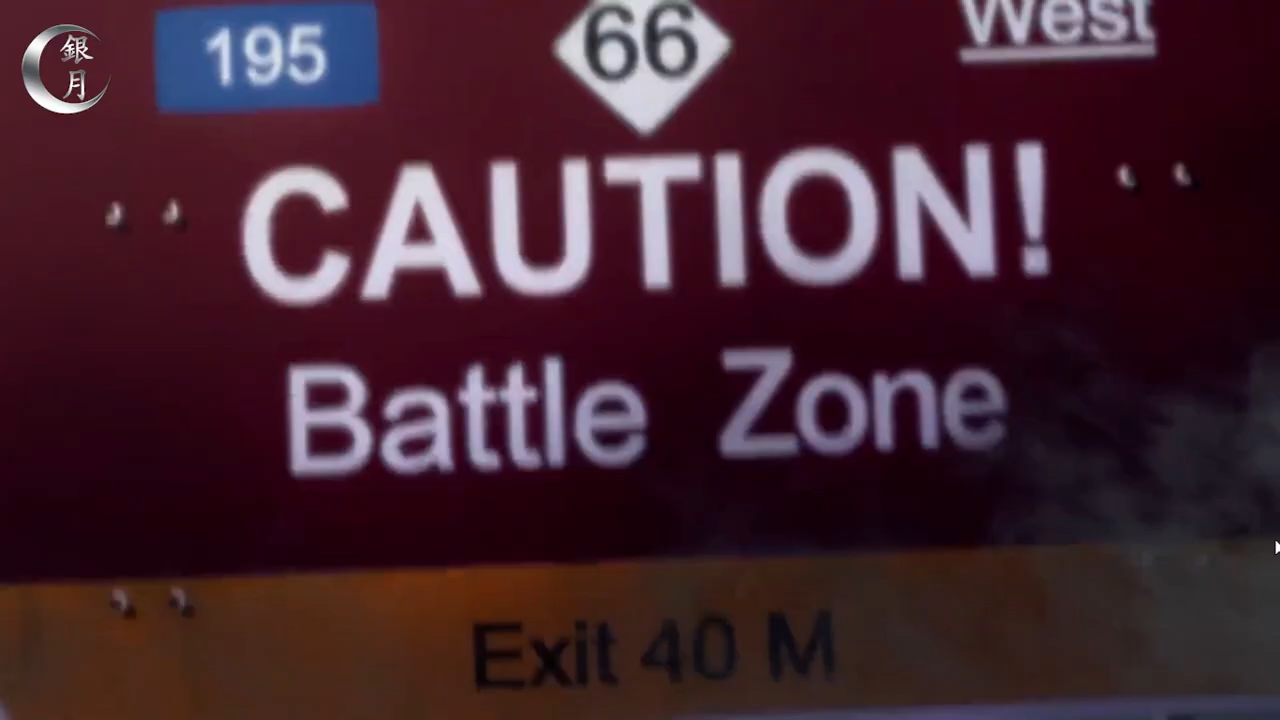 銀月
195 66 West
CAUTION!
Battle Zone
Exit 40 M